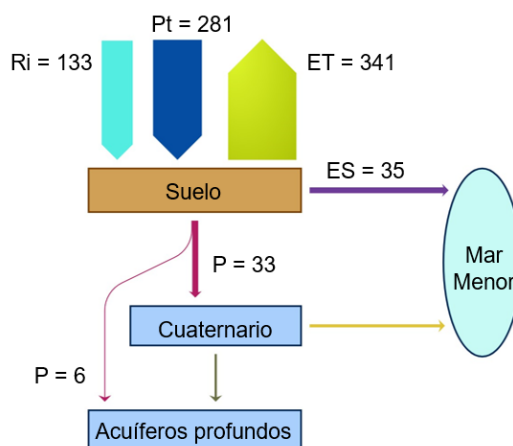 Pt = 281
Ri = 133
ET = 341
Suelo
ES = 35
Mar
Menor
P = 33
Cuaternario
P = 6
Acuíferos profundos